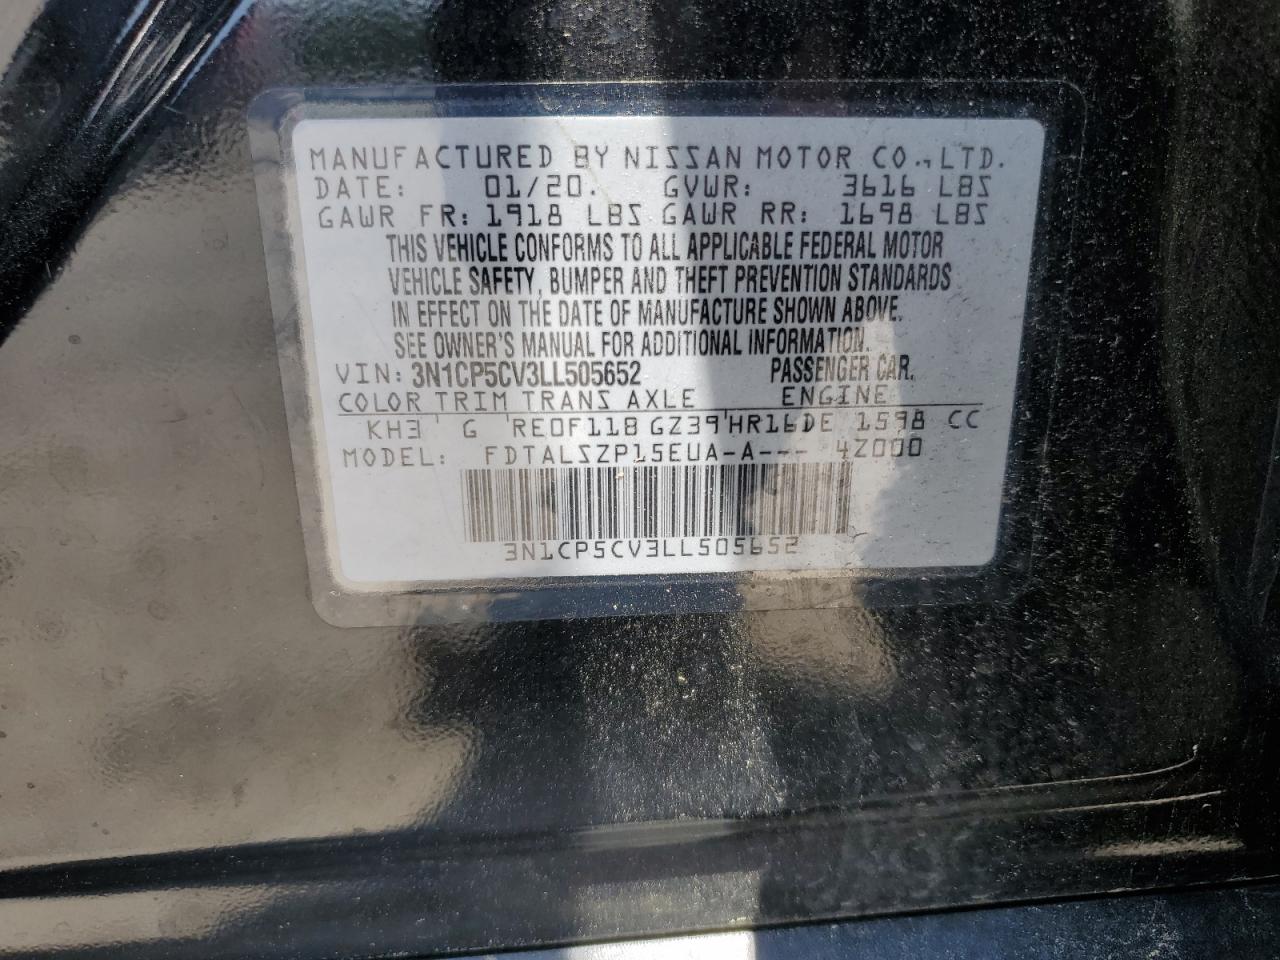 MANUFACTURED BY NISSAN MOTOR CO., LTD.
DATE: 01/20. GVWR: 3616 LBS
GAWR FR: 1918 LBS GAWR RR: 1698 LBS
THIS VEHICLE CONFORMS TO ALL APPLICABLE FEDERAL MOTOR
VEHICLE SAFETY, BUMPER AND THEFT PREVENTION STANDARDS
IN EFFECT ON THE DATE OF MANUFACTURE SHOWN ABOVE.
SEE OWNER'S MANUAL FOR ADDITIONAL INFORMATION.
VIN: 3N1CP5CV3LL505652 PASSENGER CAR.
COLOR TRIM TRANS AXLE ENGINE
KH3 G RE0F11B GZ39 HR16DE 1598 CC
MODEL: FDTALSZP15EUA-A--- 4Z000
3N1CP5CV3LL505652